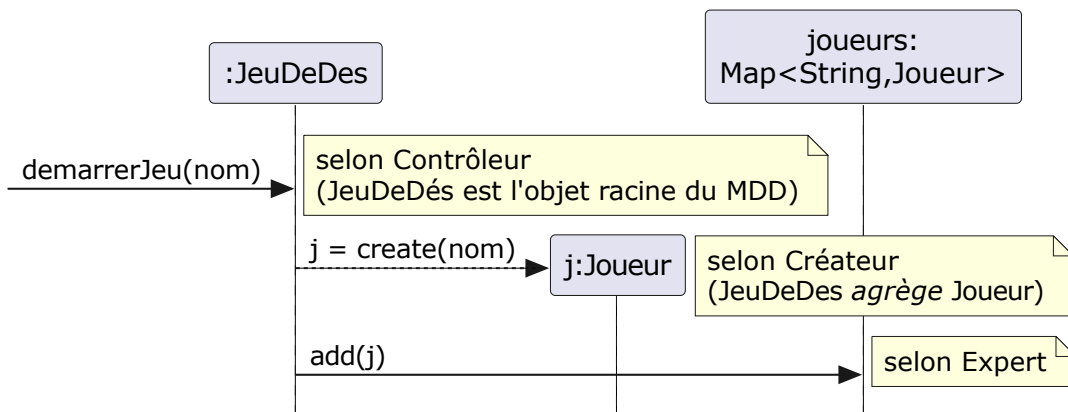 :JeuDeDes
joueurs:
Map<String,Joueur>
demarrerJeu(nom)
selon Contrôleur
(JeuDeDés est l'objet racine du MDD)
j = create(nom)
j:Joueur
selon Créateur
(JeuDeDes agrège Joueur)
add(j)
selon Expert